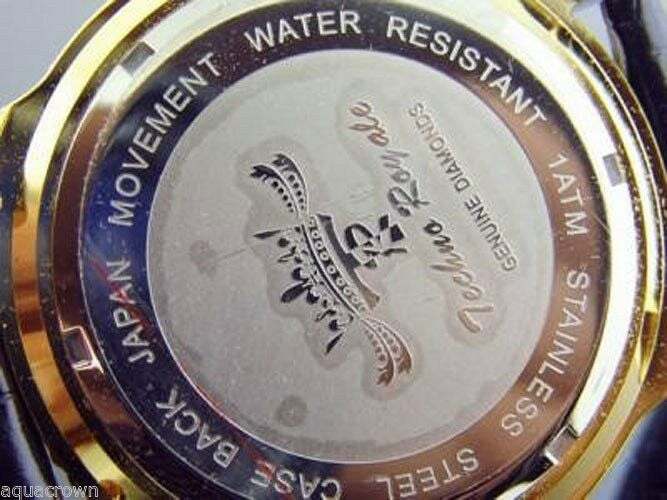 WATER RESISTANT 1ATM STAINLESS STEEL CASE BACK JAPAN MOVEMENT
Techno Royale
GENUINE DIAMONDS
aquacrown